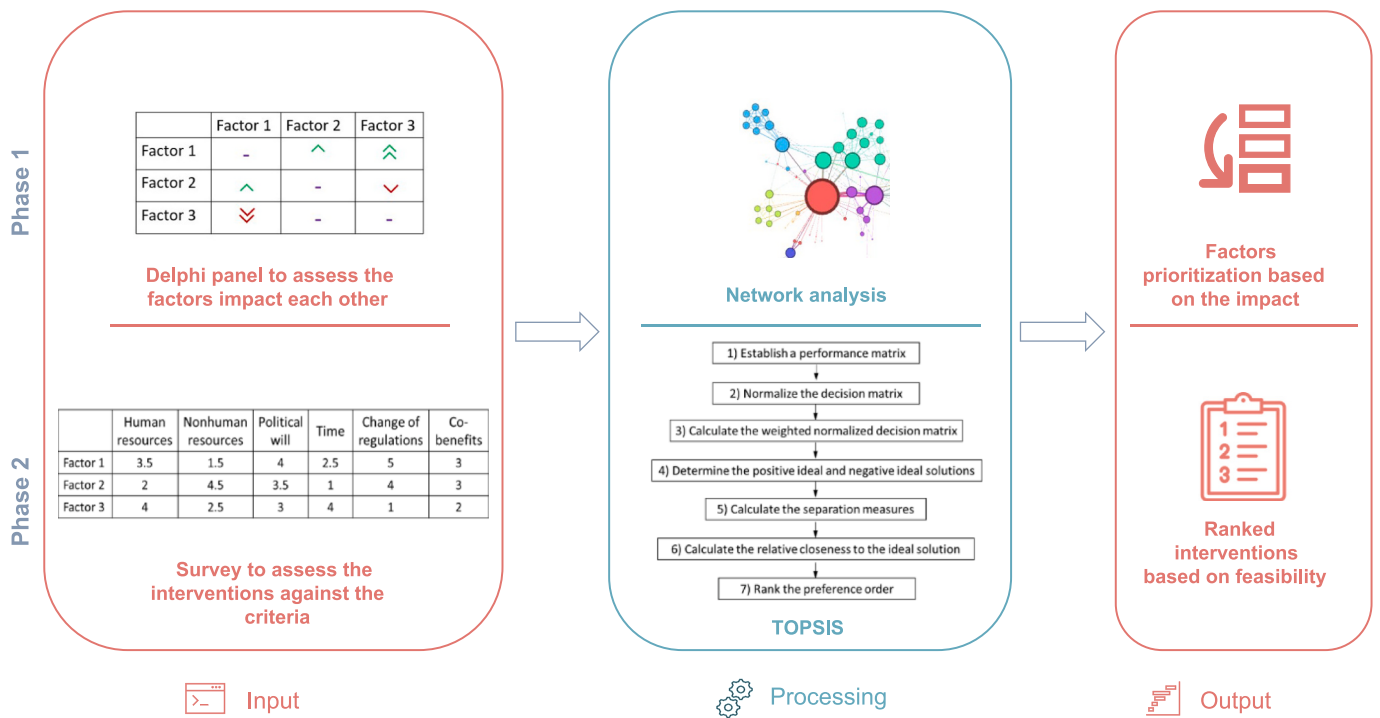 Phase 1
Factor 1 Factor 2 Factor 3
Factor 1 - 
Factor 2 -
Factor 3 - -
Delphi panel to assess the
factors impact each other
Network analysis
Factors
prioritization based
on the impact
Phase 2
Human
resources
Nonhuman
resources
Political
will
Time
Change of
regulations
Co-
benefits
Factor 1 3.5 1.5 4 2.5 5 3
Factor 2 2 4.5 3.5 1 4 3
Factor 3 4 2.5 3 4 1 2
Survey to assess the
interventions against the
criteria
1) Establish a performance matrix
2) Normalize the decision matrix
3) Calculate the weighted normalized decision matrix
4) Determine the positive ideal and negative ideal solutions
5) Calculate the separation measures
6) Calculate the relative closeness to the ideal solution
7) Rank the preference order
TOPSIS
1
2
3
Ranked
interventions
based on feasibility
Input
Processing
Output